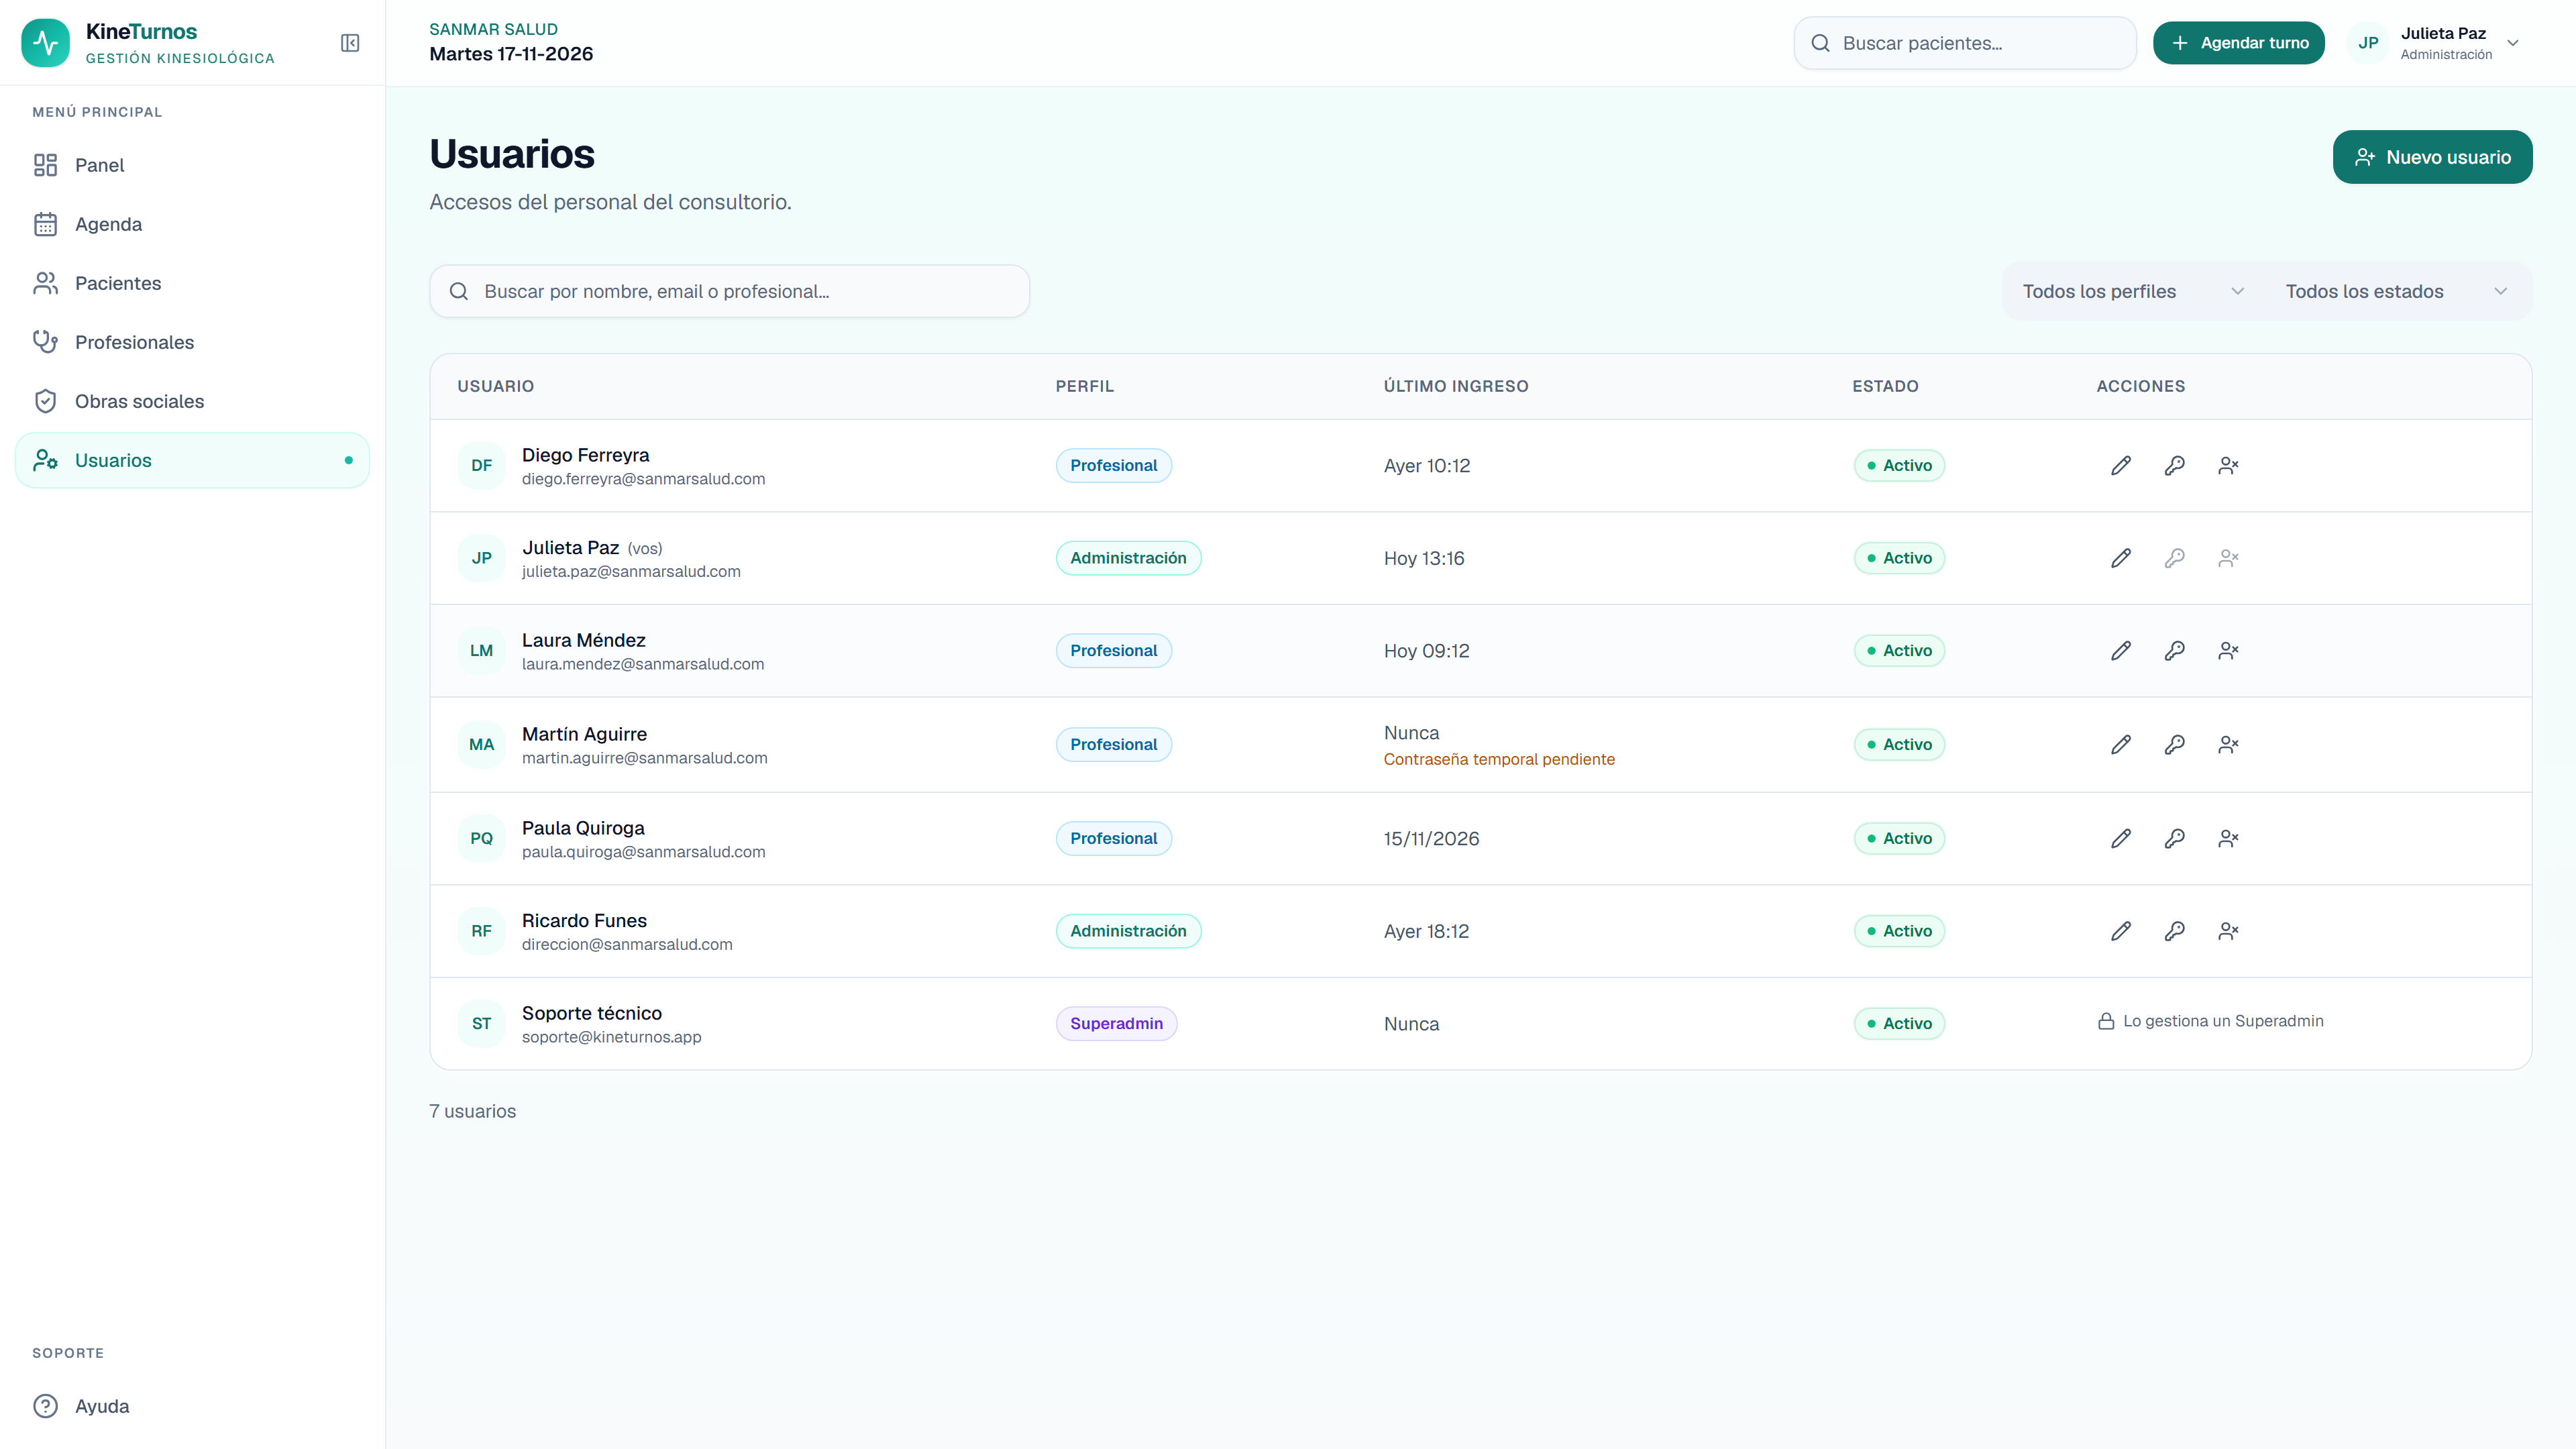 KineTurnos
GESTIÓN KINESIOLÓGICA
SANMAR SALUD
Martes 17-11-2026
Buscar pacientes...
Agendar turno
JP
Julieta Paz
Administración
MENÚ PRINCIPAL
Panel
Agenda
Pacientes
Profesionales
Obras sociales
Usuarios
SOPORTE
Ayuda
Usuarios
Accesos del personal del consultorio.
Nuevo usuario
Buscar por nombre, email o profesional...
Todos los perfiles
Todos los estados
USUARIO PERFIL ÚLTIMO INGRESO ESTADO ACCIONES
DF Diego Ferreyra Profesional Ayer 10:12 Activo
diego.ferreyra@sanmarsalud.com
JP Julieta Paz (vos) Administración Hoy 13:16 Activo
julieta.paz@sanmarsalud.com
LM Laura Méndez Profesional Hoy 09:12 Activo
laura.mendez@sanmarsalud.com
MA Martín Aguirre Profesional Nunca Activo
martin.aguirre@sanmarsalud.com Contraseña temporal pendiente
PQ Paula Quiroga Profesional 15/11/2026 Activo
paula.quiroga@sanmarsalud.com
RF Ricardo Funes Administración Ayer 18:12 Activo
direccion@sanmarsalud.com
ST Soporte técnico Superadmin Nunca Activo Lo gestiona un Superadmin
soporte@kineturnos.app
7 usuarios